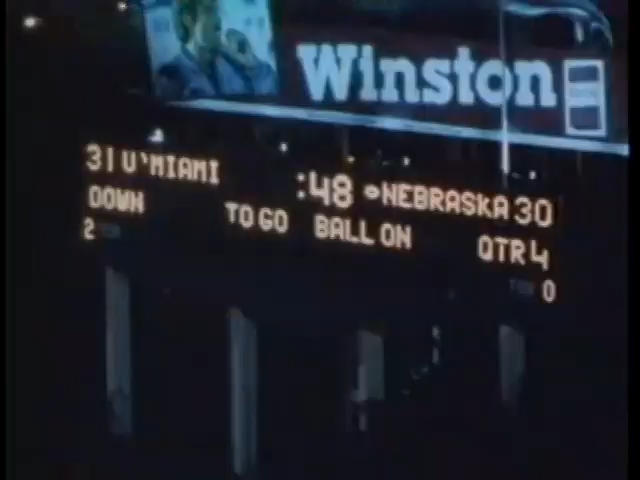 Winston
31 U'MIAMI :48 NEBRASKA 30
DOWN TO GO BALL ON QTR 4
2 0